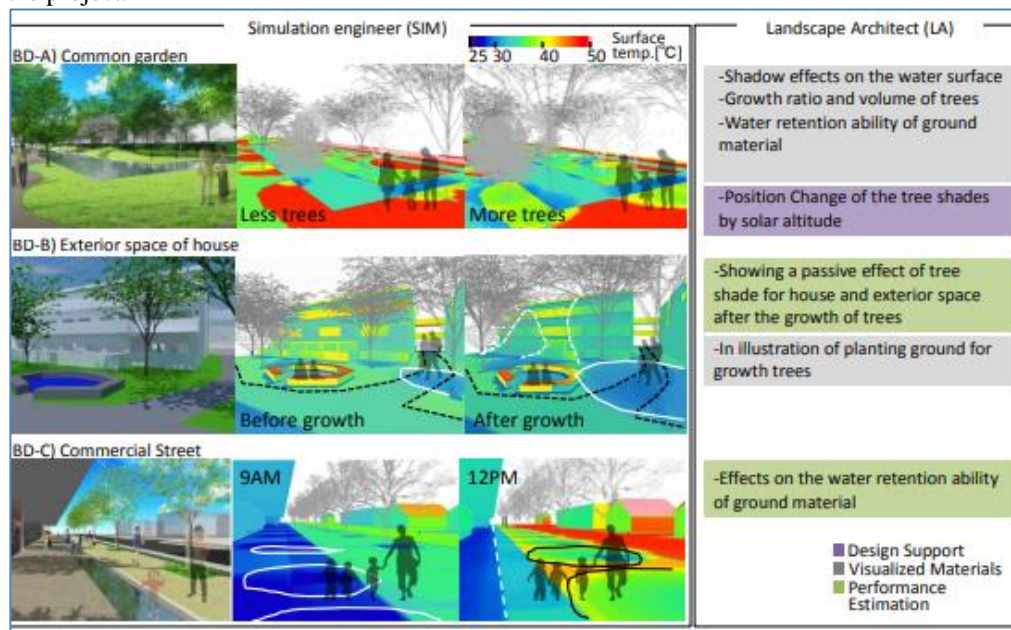 Simulation engineer (SIM)
Landscape Architect (LA)
Surface
temp.[℃]
25 30 40 50
BD-A) Common garden
Less trees
More trees
-Shadow effects on the water surface
-Growth ratio and volume of trees
-Water retention ability of ground
material
-Position Change of the tree shades
by solar altitude
BD-B) Exterior space of house
Before growth
After growth
-Showing a passive effect of tree
shade for house and exterior space
after the growth of trees
-In illustration of planting ground for
growth trees
BD-C) Commercial Street
9AM
12PM
-Effects on the water retention ability
of ground material
Design Support
Visualized Materials
Performance
Estimation